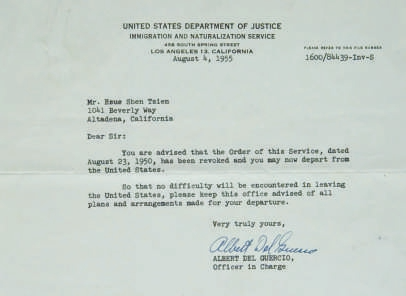 UNITED STATES DEPARTMENT OF JUSTICE
IMMIGRATION AND NATURALIZATION SERVICE
458 SOUTH SPRING STREET
LOS ANGELES 13, CALIFORNIA
August 4, 1955
PLEASE REFER TO THIS FILE NUMBER
1600/84439-Inv-S
Mr. Hsue Shen Tsien
1041 Beverly Way
Altadena, California
Dear Sir:
You are advised that the Order of this Service, dated
August 23, 1950, has been revoked and you may now depart from
the United States.
So that no difficulty will be encountered in leaving
the United States, please keep this office advised of all
plans and arrangements made for your departure.
Very truly yours,
Albert Del Guercio
ALBERT DEL GUERCIO,
Officer in Charge